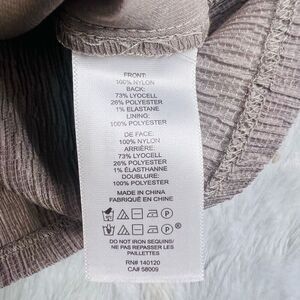 FRONT:
100% NYLON
BACK:
73% LYOCELL
26% POLYESTER
1% ELASTANE
LINING:
100% POLYESTER
DE FACE:
100% NYLON
ARRIÈRE:
73% LYOCELL
26% POLYESTER
1% ÉLASTHANNE
DOUBLURE:
100% POLYESTER
MADE IN CHINA
FABRIQUÉ EN CHINE
P
P ®
DO NOT IRON SEQUINS/
NE PAS REPASSER LES
PAILLETTES
RN# 140120
CA# 58009